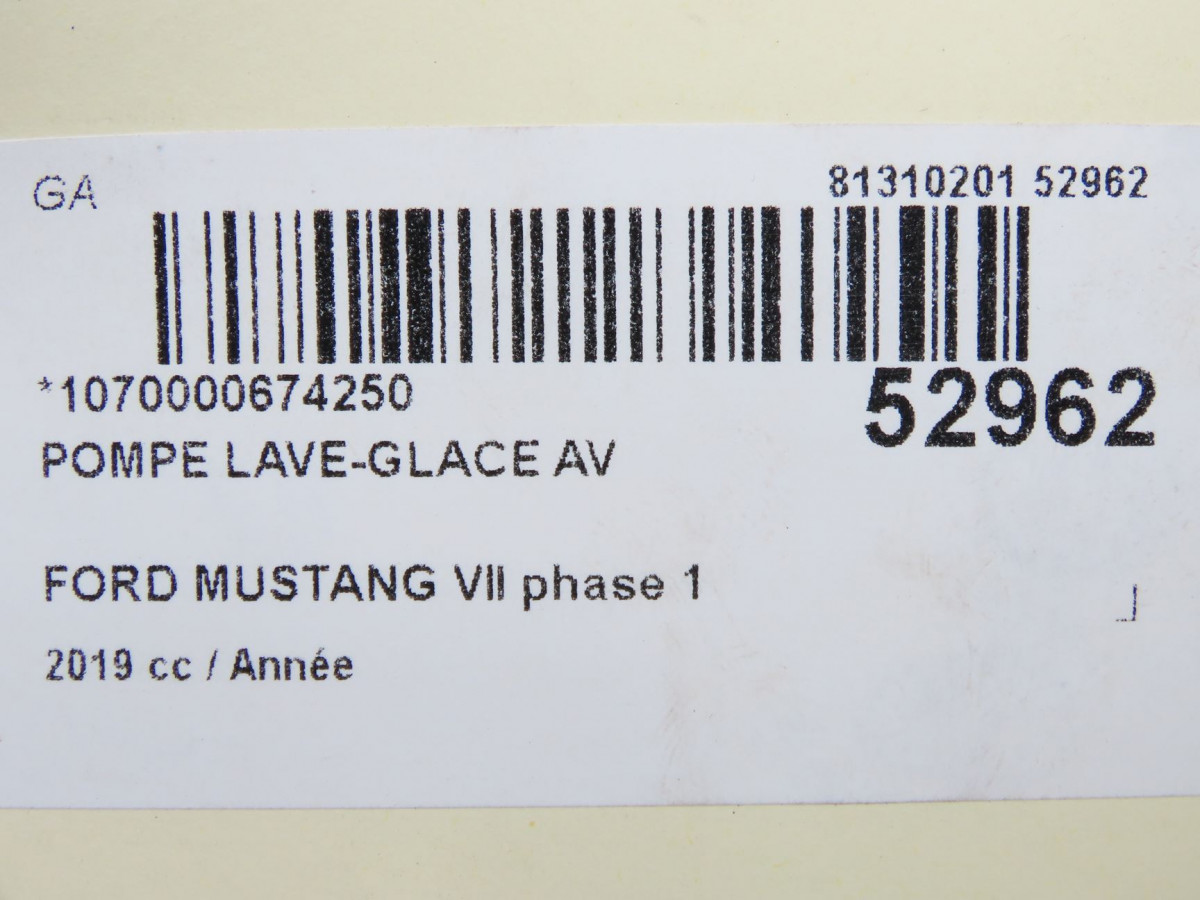 GA
81310201 52962
*1070000674250
52962
POMPE LAVE-GLACE AV
FORD MUSTANG VII phase 1
2019 cc / Année